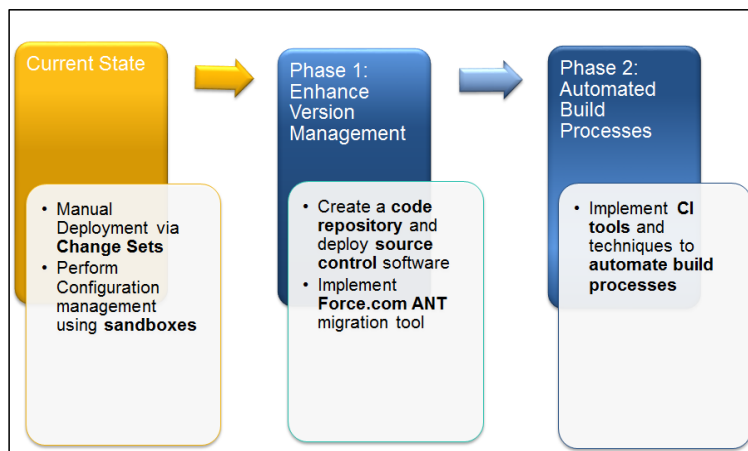 Current State
• Manual
Deployment via
Change Sets
• Perform
Configuration
management
using sandboxes
Phase 1:
Enhance
Version
Management
• Create a code
repository and
deploy source
control software
• Implement
Force.com ANT
migration tool
Phase 2:
Automated
Build
Processes
• Implement CI
tools and
techniques to
automate build
processes